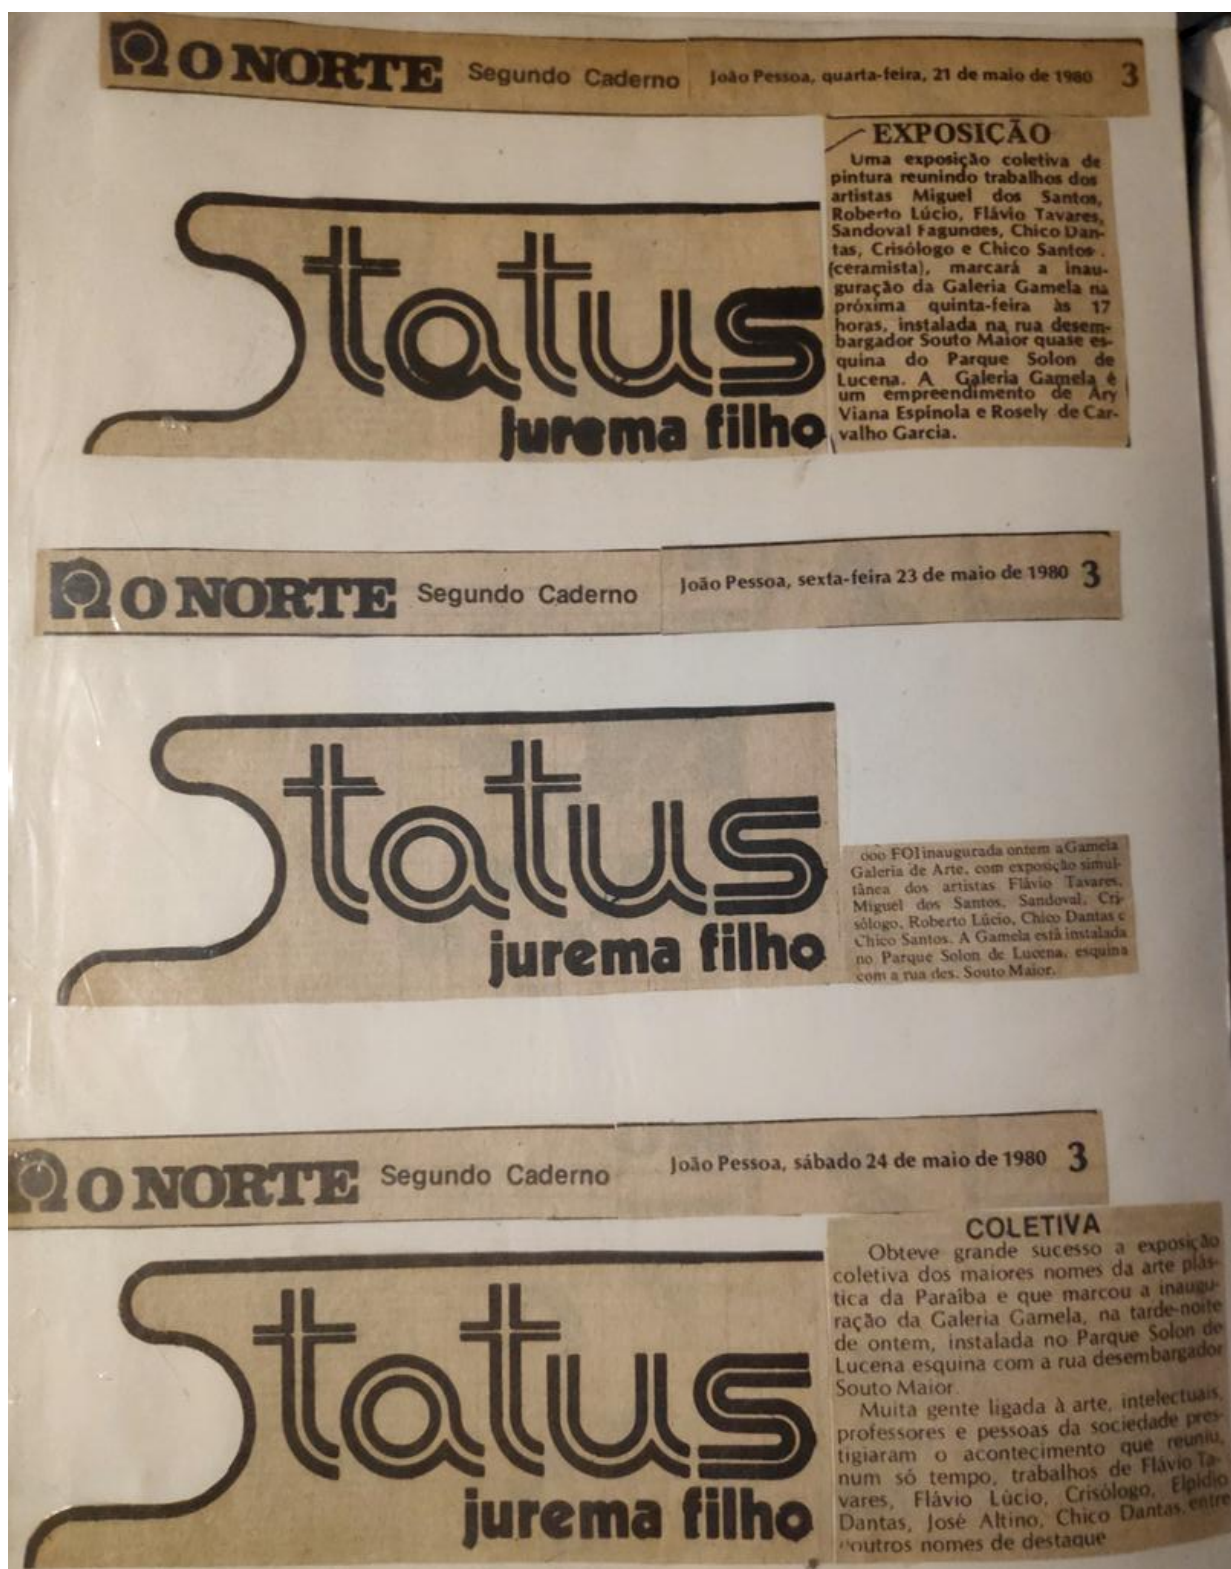 O NORTE Segundo Caderno João Pessoa, quarta-feira, 21 de maio de 1980 3
Status
jurema filho
EXPOSIÇÃO
Uma exposição coletiva de
pintura reunindo trabalhos dos
artistas Miguel dos Santos,
Roberto Lúcio, Flávio Tavares,
Sandoval Fagundes, Chico Dan-
tas, Crisólogo e Chico Santos
(ceramista), marcará a inau-
guração da Galeria Gamela na
próxima quinta-feira às 17
horas, instalada na rua desem-
bargador Souto Maior quase es-
quina do Parque Solon de
Lucena. A Galeria Gamela é
um empreendimento de Ary
Viana Espínola e Rosely de Car-
valho Garcia.
O NORTE Segundo Caderno João Pessoa, sexta-feira 23 de maio de 1980 3
Status
jurema filho
ooo FOI inaugurada ontem a Gamela
Galeria de Arte, com exposição simul-
tânea dos artistas Flávio Tavares,
Miguel dos Santos, Sandoval, Cri-
sólogo, Roberto Lúcio, Chico Dantas e
Chico Santos. A Gamela está instalada
no Parque Solon de Lucena, esquina
com a rua des. Souto Maior.
O NORTE Segundo Caderno João Pessoa, sábado 24 de maio de 1980 3
Status
jurema filho
COLETIVA
Obteve grande sucesso a exposição
coletiva dos maiores nomes da arte plás-
tica da Paraíba e que marcou a inaugu-
ração da Galeria Gamela, na tarde-noite
de ontem, instalada no Parque Solon de
Lucena esquina com a rua desembargador
Souto Maior.
Muita gente ligada à arte, intelectuais,
professores e pessoas da sociedade pres-
tigiaram o acontecimento que reuniu,
num só tempo, trabalhos de Flávio Ta-
vares, Flávio Lúcio, Crisólogo, Elpídio
Dantas, José Altino, Chico Dantas, entre
outros nomes de destaque